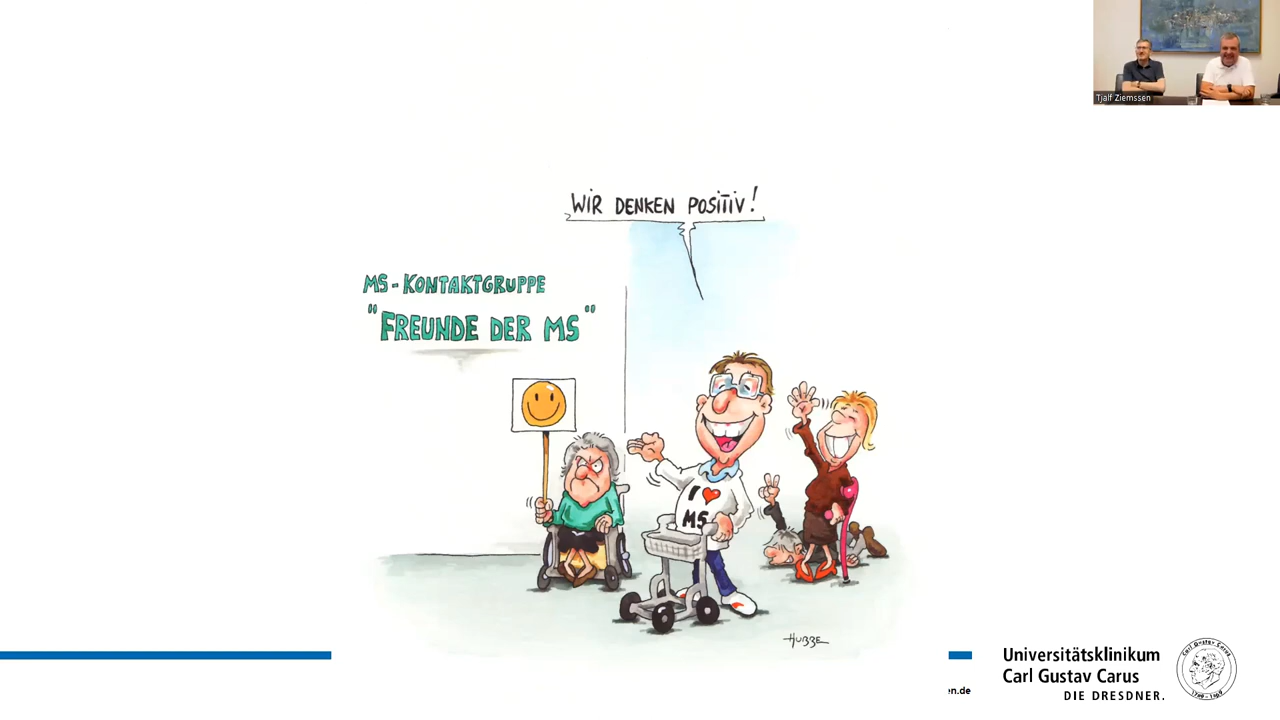 Tjalf Ziemssen
WIR DENKEN POSITIV!
MS-KONTAKTGRUPPE
"FREUNDE DER MS"
I ♥
MS
HUBBE
en.de
Universitätsklinikum
Carl Gustav Carus
DIE DRESDNER.